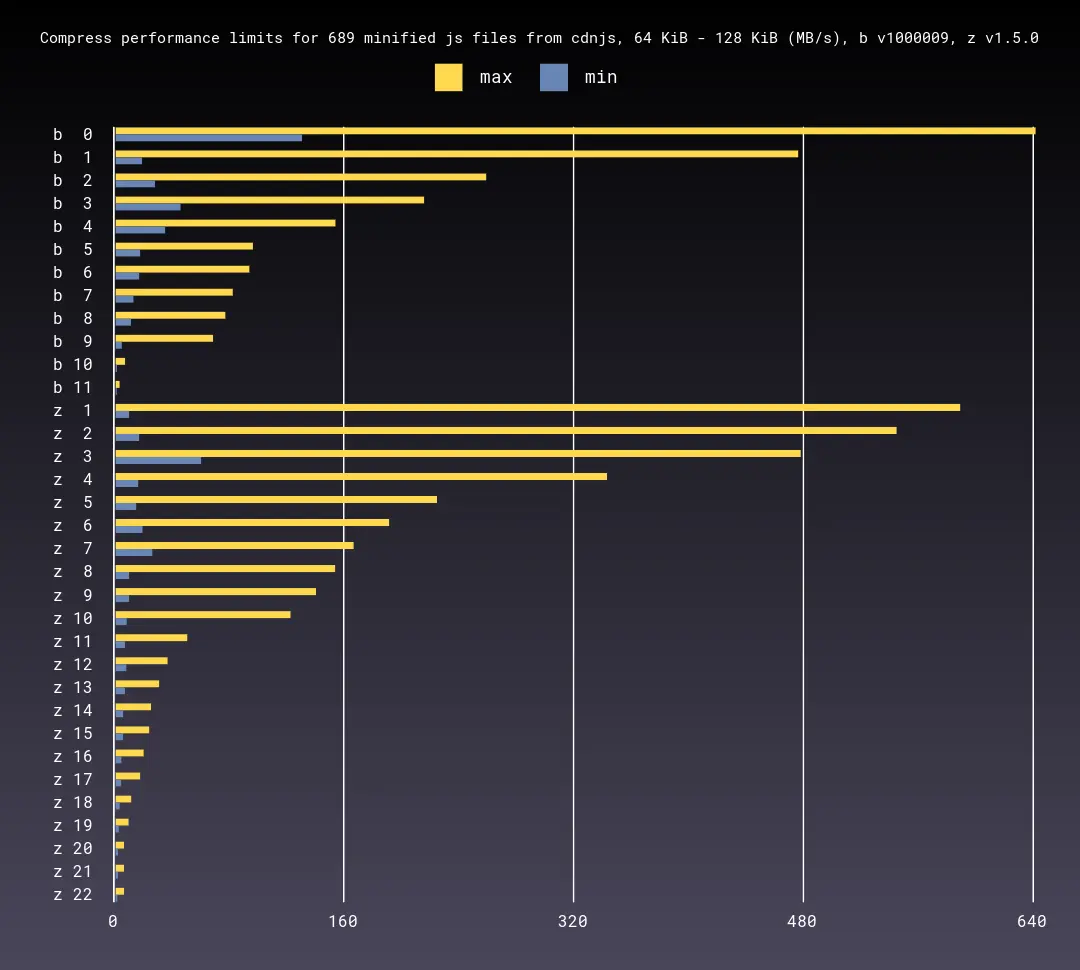 Compress performance limits for 689 minified js files from cdnjs, 64 KiB - 128 KiB (MB/s), b v1000009, z v1.5.0
max min
b 0
b 1
b 2
b 3
b 4
b 5
b 6
b 7
b 8
b 9
b 10
b 11
z 1
z 2
z 3
z 4
z 5
z 6
z 7
z 8
z 9
z 10
z 11
z 12
z 13
z 14
z 15
z 16
z 17
z 18
z 19
z 20
z 21
z 22
0 160 320 480 640